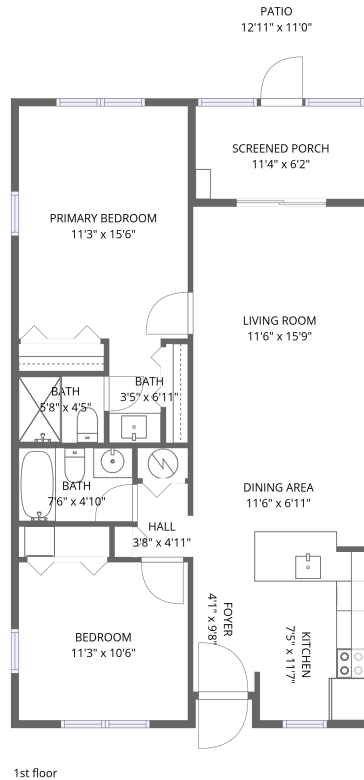 PATIO
12'11" x 11'0"
SCREENED PORCH
11'4" x 6'2"
PRIMARY BEDROOM
11'3" x 15'6"
LIVING ROOM
11'6" x 15'9"
BATH
5'8" x 4'5"
BATH
3'5" x 6'11"
BATH
7'6" x 4'10"
DINING AREA
11'6" x 6'11"
HALL
3'8" x 4'11"
FOYER
4'1" x 9'8"
KITCHEN
7'5" x 11'7"
BEDROOM
11'3" x 10'6"
1st floor